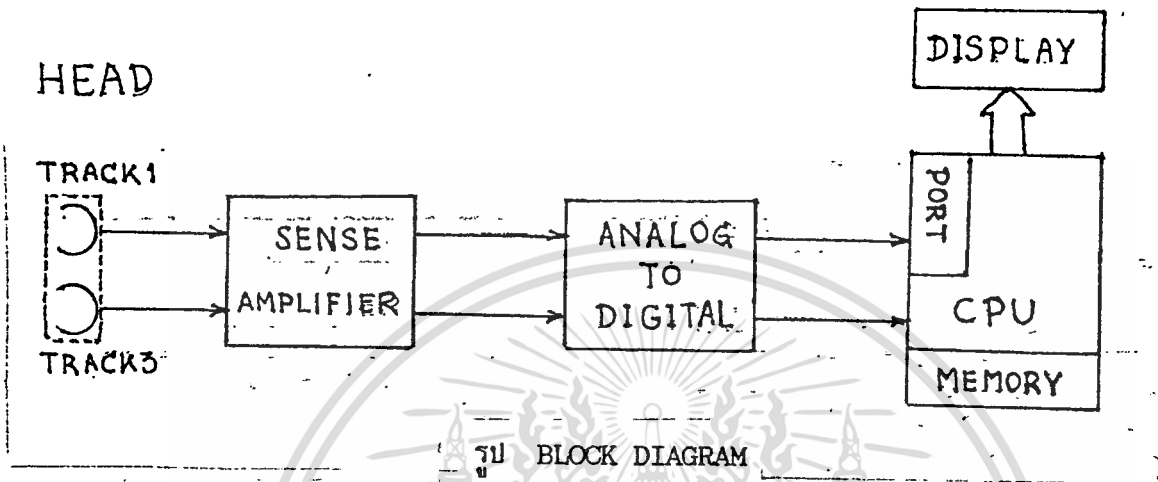 DISPLAY
HEAD
TRACK1
TRACK3
SENSE
AMPLIFIER
ANALOG
TO
DIGITAL
PORT
CPU
MEMORY
รูป BLOCK DIAGRAM